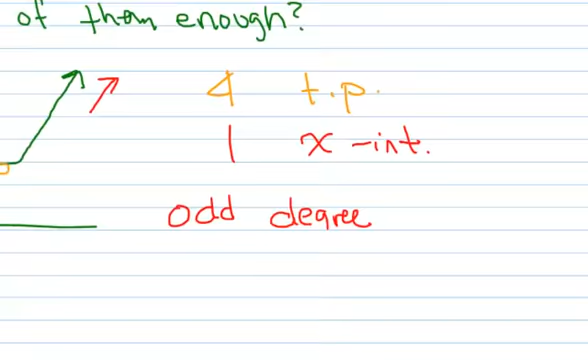 of them enough?
4 t.p.
1 x-int.
odd degree